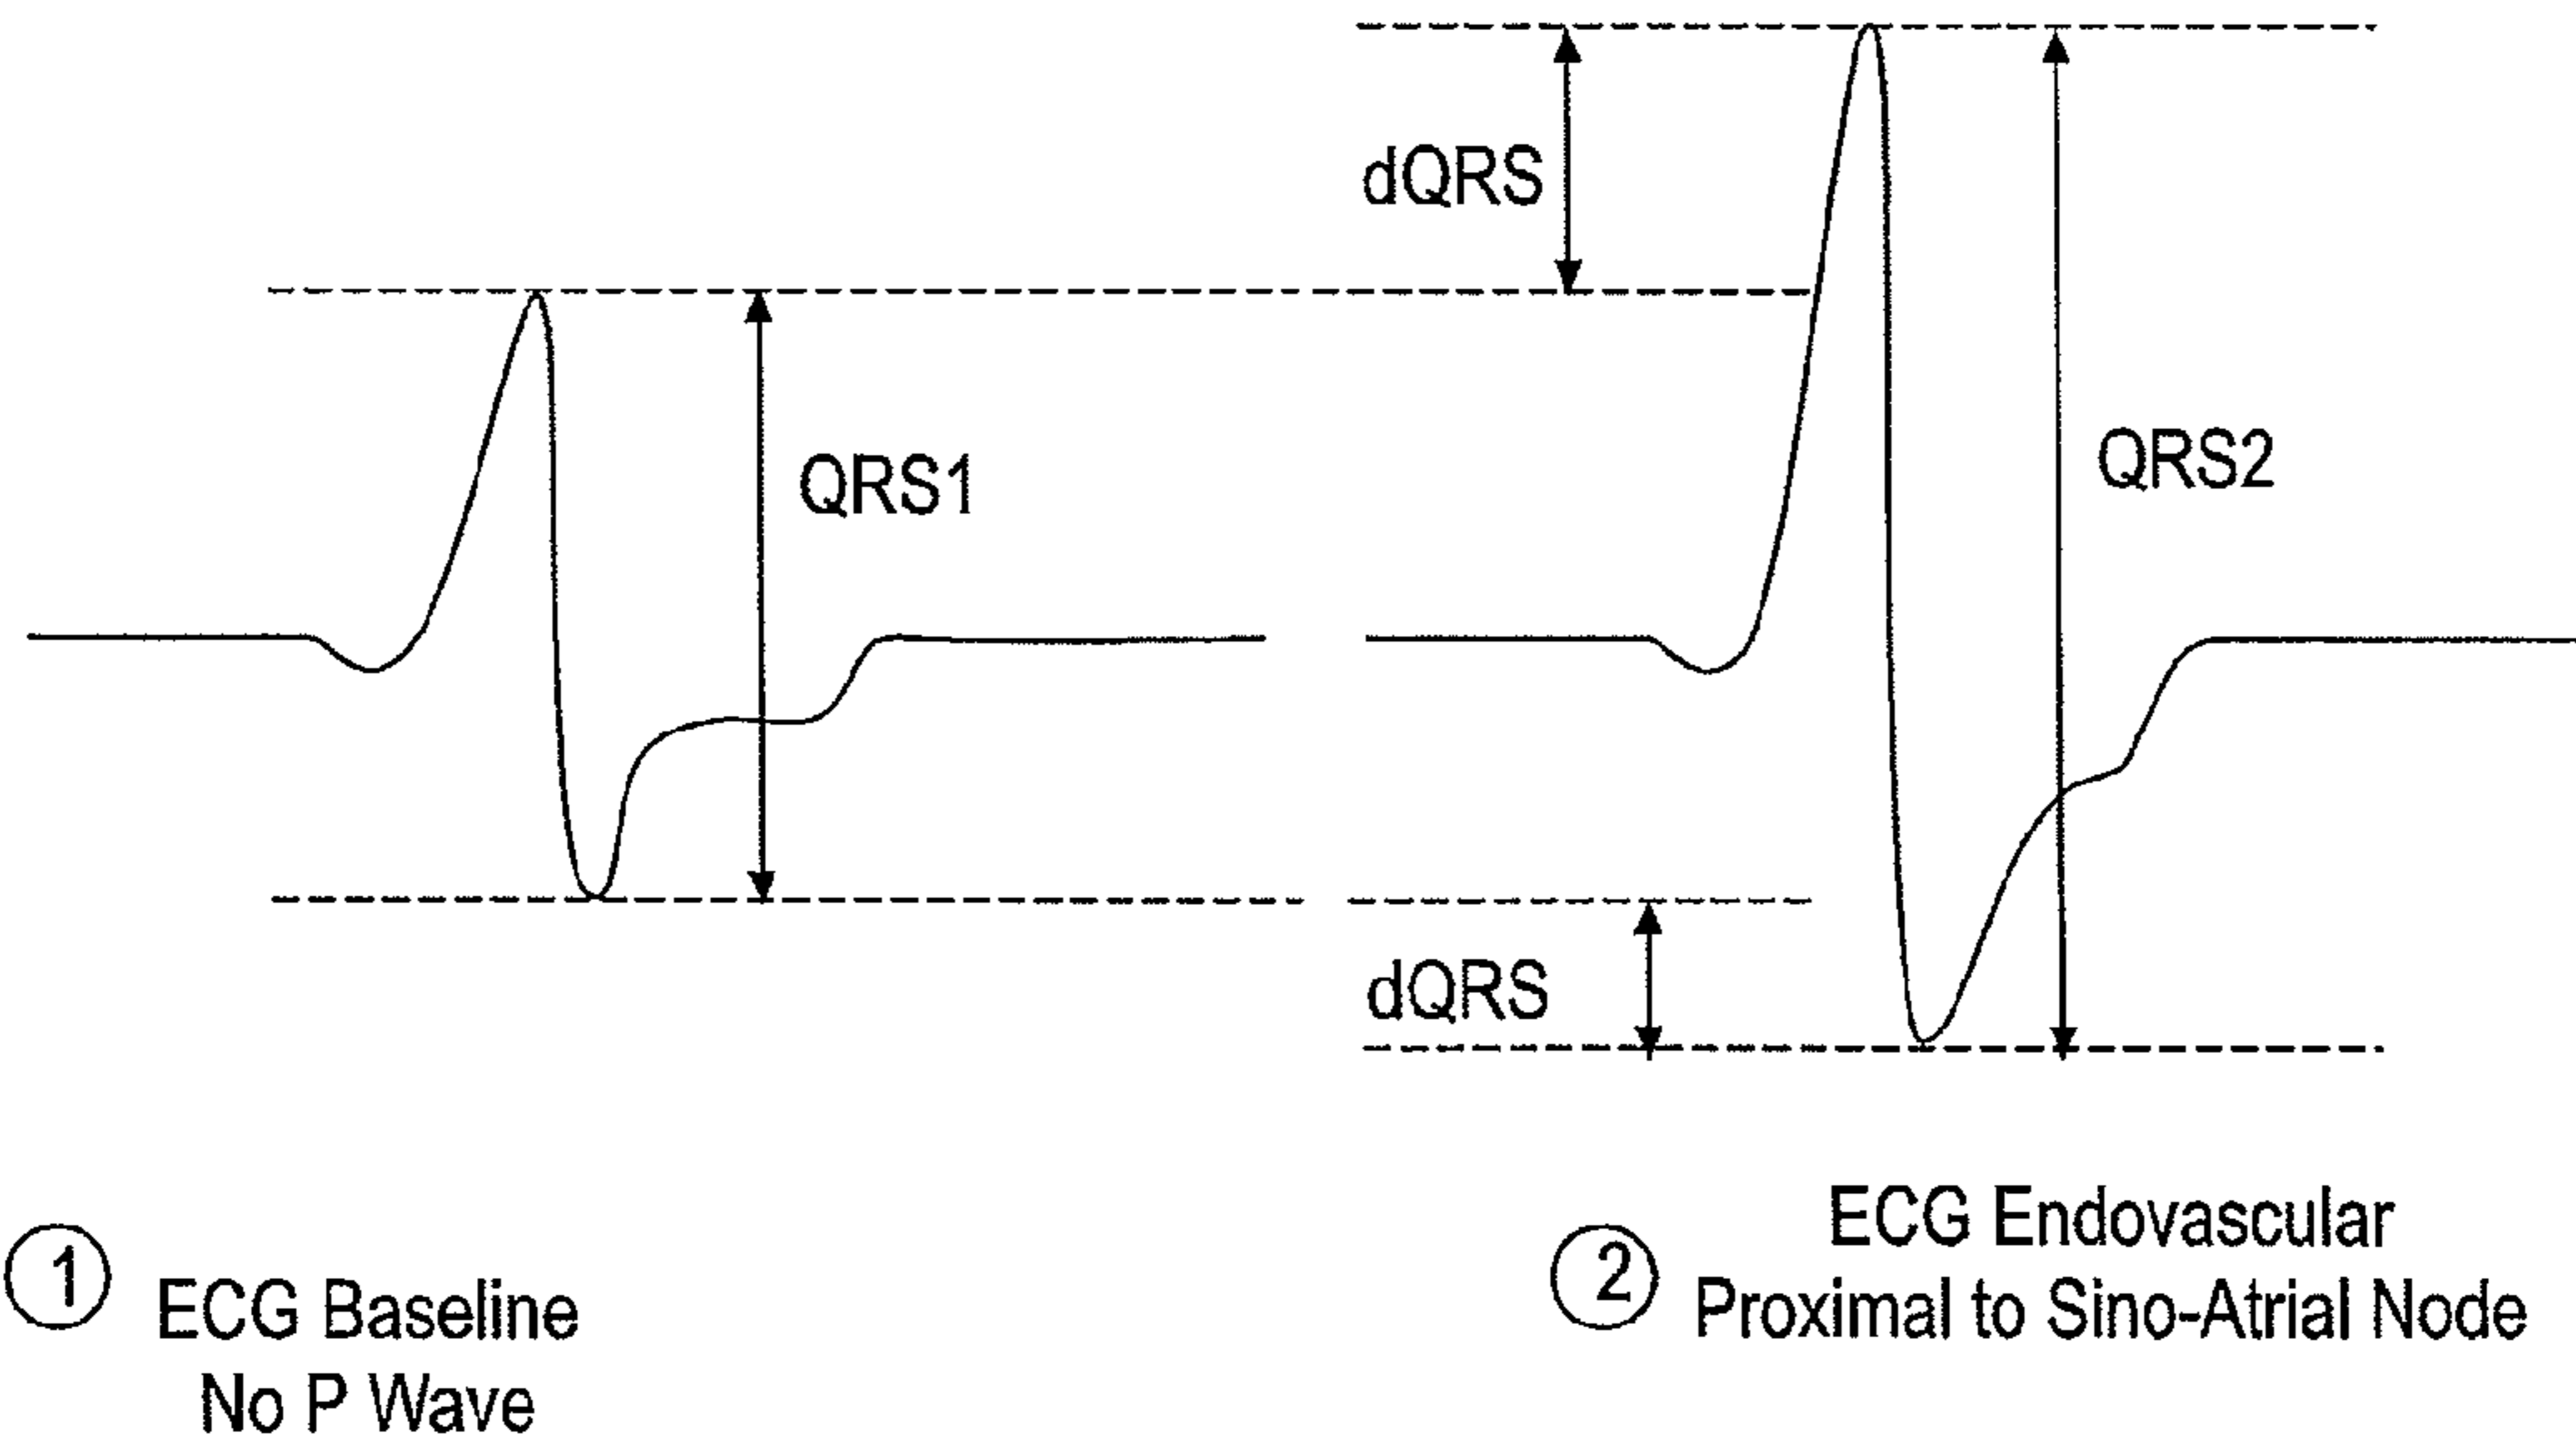 dQRS
QRS1
QRS2
dQRS
1
ECG Baseline
No P Wave
2
ECG Endovascular
Proximal to Sino-Atrial Node